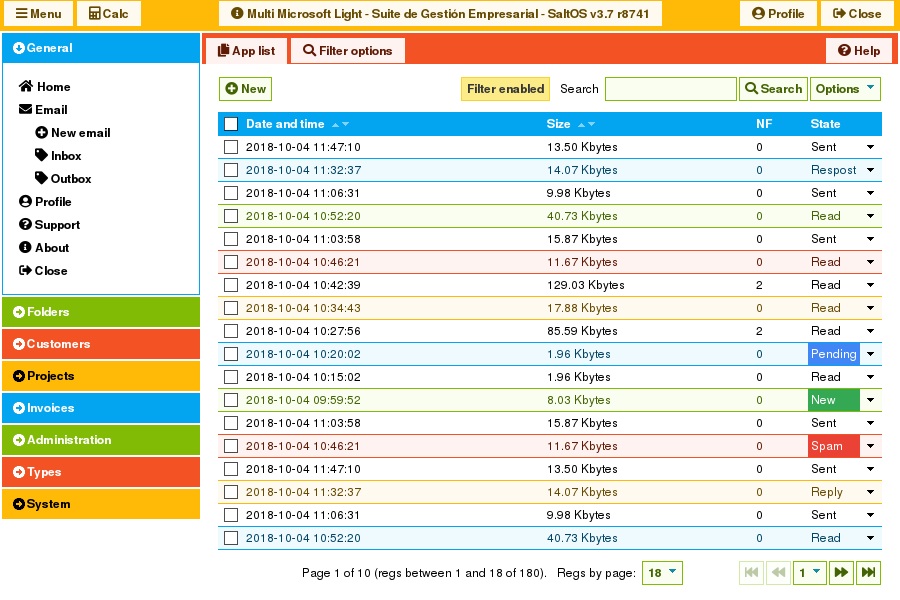 Menu Calc Multi Microsoft Light - Suite de Gestión Empresarial - SaltOS v3.7 r8741 Profile Close
General
Home
Email
New email
Inbox
Outbox
Profile
Support
About
Close
Folders
Customers
Projects
Invoices
Administration
Types
System
App list Filter options Help
New Filter enabled Search Search Options
Date and time Size NF State
2018-10-04 11:47:10 13.50 Kbytes 0 Sent
2018-10-04 11:32:37 14.07 Kbytes 0 Respost
2018-10-04 11:06:31 9.98 Kbytes 0 Sent
2018-10-04 10:52:20 40.73 Kbytes 0 Read
2018-10-04 11:03:58 15.87 Kbytes 0 Sent
2018-10-04 10:46:21 11.67 Kbytes 0 Read
2018-10-04 10:42:39 129.03 Kbytes 2 Read
2018-10-04 10:34:43 17.88 Kbytes 0 Read
2018-10-04 10:27:56 85.59 Kbytes 2 Read
2018-10-04 10:20:02 1.96 Kbytes 0 Pending
2018-10-04 10:15:02 1.96 Kbytes 0 Read
2018-10-04 09:59:52 8.03 Kbytes 0 New
2018-10-04 11:03:58 15.87 Kbytes 0 Sent
2018-10-04 10:46:21 11.67 Kbytes 0 Spam
2018-10-04 11:47:10 13.50 Kbytes 0 Sent
2018-10-04 11:32:37 14.07 Kbytes 0 Reply
2018-10-04 11:06:31 9.98 Kbytes 0 Sent
2018-10-04 10:52:20 40.73 Kbytes 0 Read
Page 1 of 10 (regs between 1 and 18 of 180). Regs by page: 18 1